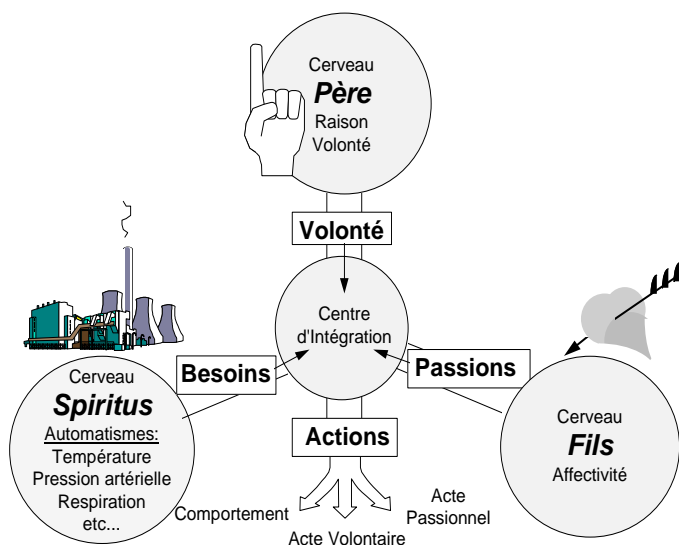 Cerveau
Père
Raison
Volonté
Volonté
Centre
d'Intégration
Besoins
Passions
Cerveau
Spiritus
Automatismes:
Température
Pression artérielle
Respiration
etc...
Cerveau
Fils
Affectivité
Actions
Comportement
Acte Volontaire
Acte
Passionnel